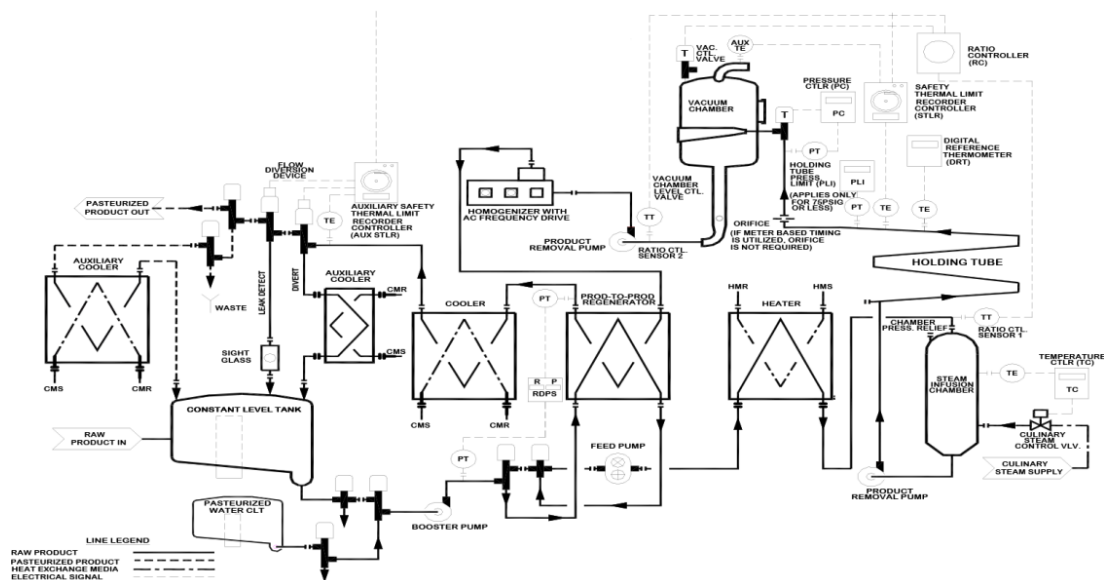 VAC. CTL. VALVE
T
AUX TE
RATIO CONTROLLER (RC)
PRESSURE CTLR (PC)
SAFETY THERMAL LIMIT RECORDER CONTROLLER (STLR)
VACUUM CHAMBER
T
PC
PT
DIGITAL REFERENCE THERMOMETER (DRT)
HOLDING TUBE PRESS. LIMIT (PLI)
(APPLIES ONLY FOR 75PSIG OR LESS)
PLI
PT
TE
TE
FLOW DIVERSION DEVICE
PASTEURIZED PRODUCT OUT
TE
AUXILIARY SAFETY THERMAL LIMIT RECORDER CONTROLLER (AUX STLR)
HOMOGENIZER WITH AC FREQUENCY DRIVE
VACUUM CHAMBER LEVEL CTL. VALVE
TT
PRODUCT REMOVAL PUMP
RATIO CTL. SENSOR 2
ORIFICE
(IF METER BASED TIMING IS UTILIZED, ORIFICE IS NOT REQUIRED)
HOLDING TUBE
AUXILIARY COOLER
WASTE
LEAK DETECT
DIVERT
AUXILIARY COOLER
CMR
CMS
COOLER
PT
PROD-TO-PROD REGENERATOR
HMR
HMS
HEATER
CHAMBER PRESS. RELIEF
TT
RATIO CTL. SENSOR 1
TEMPERATURE CTLR (TC)
TE
TC
STEAM INFUSION CHAMBER
CULINARY STEAM CONTROL VLV.
CULINARY STEAM SUPPLY
SIGHT GLASS
CMS
CMR
R P
RDPS
CMS
CMR
CONSTANT LEVEL TANK
RAW PRODUCT IN
PT
FEED PUMP
PRODUCT REMOVAL PUMP
PASTEURIZED WATER CLT
BOOSTER PUMP
LINE LEGEND
RAW PRODUCT
PASTEURIZED PRODUCT
HEAT EXCHANGE MEDIA
ELECTRICAL SIGNAL